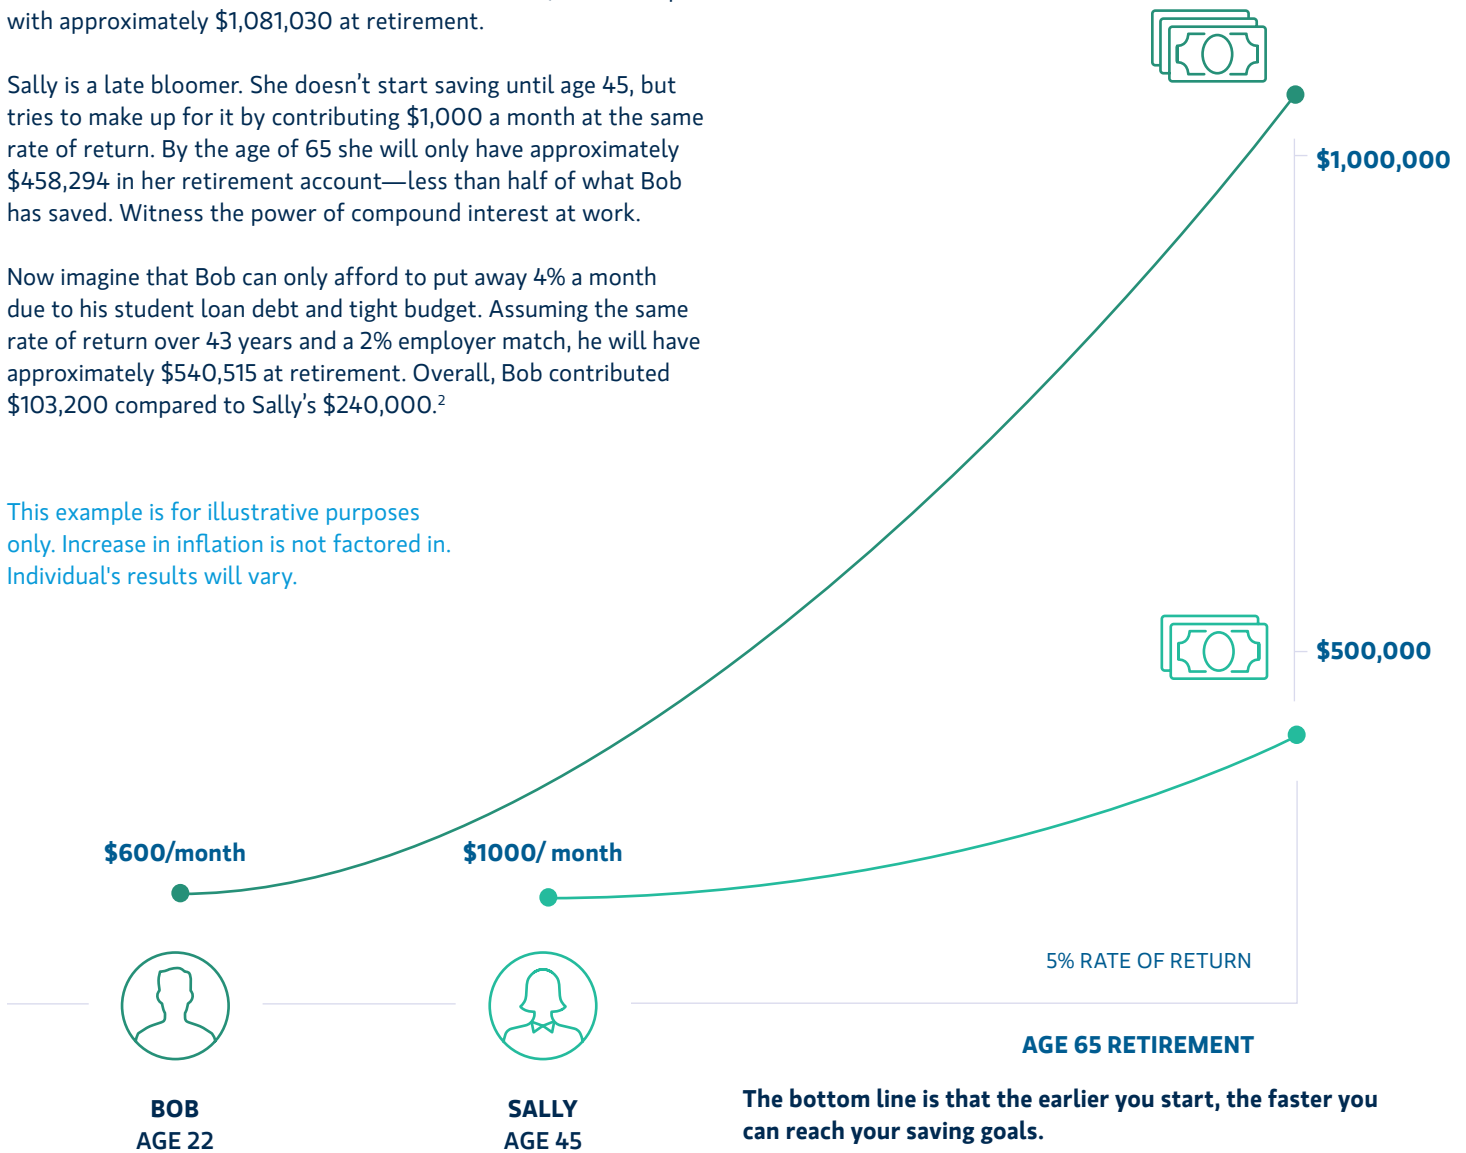 with approximately $1,081,030 at retirement.
Sally is a late bloomer. She doesn’t start saving until age 45, but
tries to make up for it by contributing $1,000 a month at the same
rate of return. By the age of 65 she will only have approximately
$458,294 in her retirement account—less than half of what Bob
has saved. Witness the power of compound interest at work.
Now imagine that Bob can only afford to put away 4% a month
due to his student loan debt and tight budget. Assuming the same
rate of return over 43 years and a 2% employer match, he will have
approximately $540,515 at retirement. Overall, Bob contributed
$103,200 compared to Sally’s $240,000.²
This example is for illustrative purposes
only. Increase in inflation is not factored in.
Individual's results will vary.
$1,000,000
$500,000
$600/month
$1000/ month
5% RATE OF RETURN
AGE 65 RETIREMENT
BOB
AGE 22
SALLY
AGE 45
The bottom line is that the earlier you start, the faster you
can reach your saving goals.